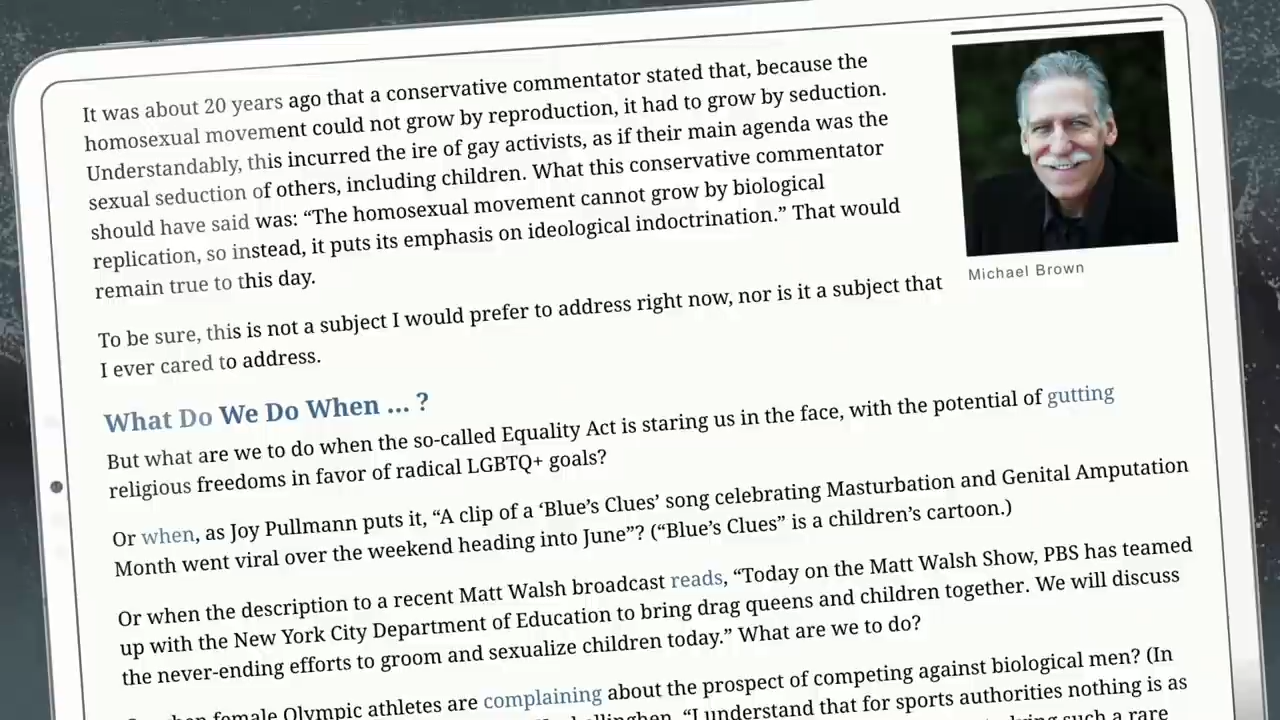 It was about 20 years ago that a conservative commentator stated that, because the
homosexual movement could not grow by reproduction, it had to grow by seduction.
Understandably, this incurred the ire of gay activists, as if their main agenda was the
sexual seduction of others, including children. What this conservative commentator
should have said was: “The homosexual movement cannot grow by biological
replication, so instead, it puts its emphasis on ideological indoctrination.” That would
remain true to this day.
Michael Brown
To be sure, this is not a subject I would prefer to address right now, nor is it a subject that
I ever cared to address.
What Do We Do When ... ?
But what are we to do when the so-called Equality Act is staring us in the face, with the potential of gutting
religious freedoms in favor of radical LGBTQ+ goals?
Or when, as Joy Pullmann puts it, “A clip of a ‘Blue’s Clues’ song celebrating Masturbation and Genital Amputation
Month went viral over the weekend heading into June”? (“Blue’s Clues” is a children’s cartoon.)
Or when the description to a recent Matt Walsh broadcast reads, “Today on the Matt Walsh Show, PBS has teamed
up with the New York City Department of Education to bring drag queens and children together. We will discuss
the never-ending efforts to groom and sexualize children today.” What are we to do?
female Olympic athletes are complaining about the prospect of competing against biological men? (In
“I understand that for sports authorities nothing is as
such a rare